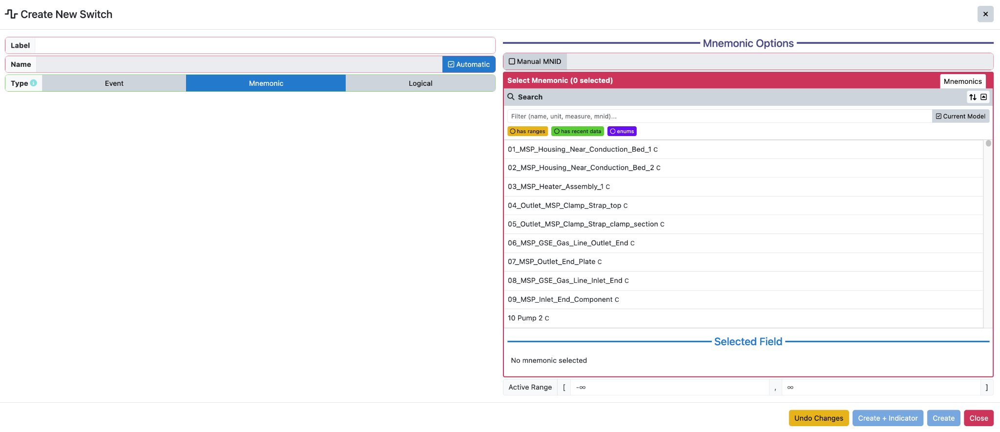 Create New Switch
×
Label
Name
Automatic
Type
Event
Mnemonic
Logical
Mnemonic Options
Manual MNID
Select Mnemonic (0 selected)
Mnemonics
Search
Filter (name, unit, measure, mnid)...
Current Model
has ranges
has recent data
enums
01_MSP_Housing_Near_Conduction_Bed_1 C
02_MSP_Housing_Near_Conduction_Bed_2 C
03_MSP_Heater_Assembly_1 C
04_Outlet_MSP_Clamp_Strap_top C
05_Outlet_MSP_Clamp_Strap_clamp_section C
06_MSP_GSE_Gas_Line_Outlet_End C
07_MSP_Outlet_End_Plate C
08_MSP_GSE_Gas_Line_Inlet_End C
09_MSP_Inlet_End_Component C
10 Pump 2 C
Selected Field
No mnemonic selected
Active Range [ -∞ , ∞ ]
Undo Changes
Create + Indicator
Create
Close